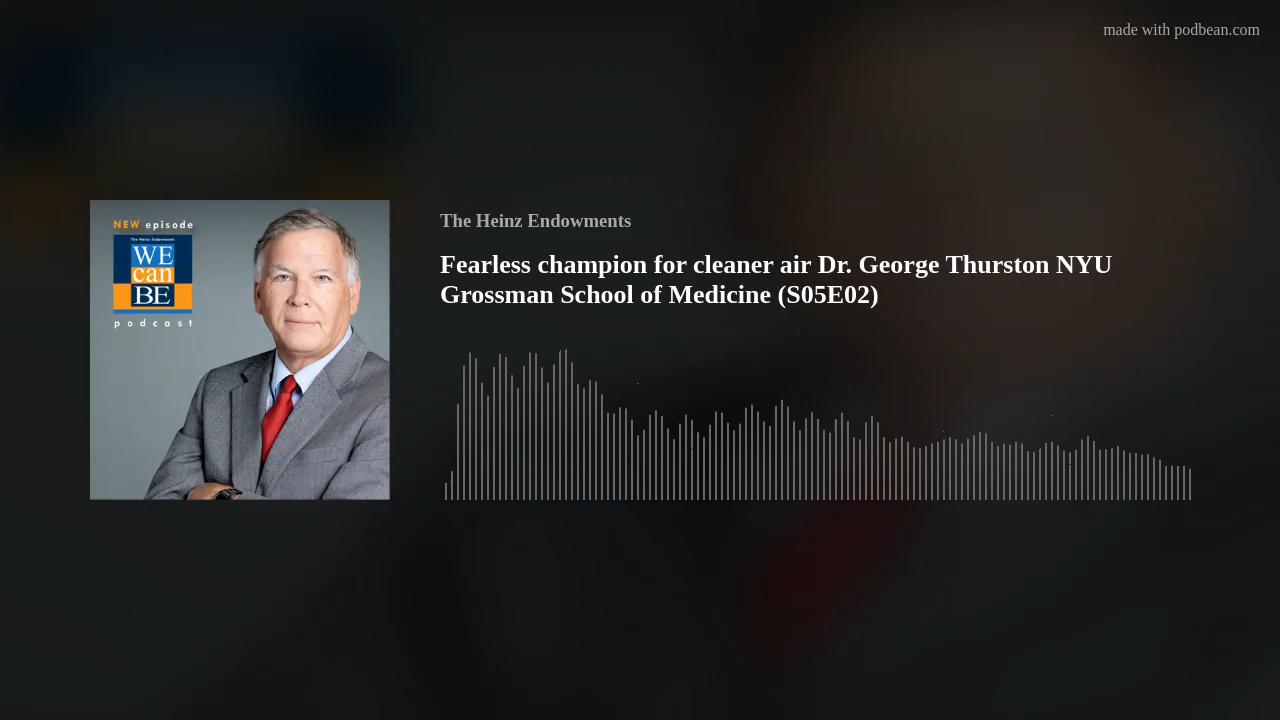 made with podbean.com
NEW episode
The Heinz Endowments
WE
can
BE
podcast
The Heinz Endowments
Fearless champion for cleaner air Dr. George Thurston NYU
Grossman School of Medicine (S05E02)